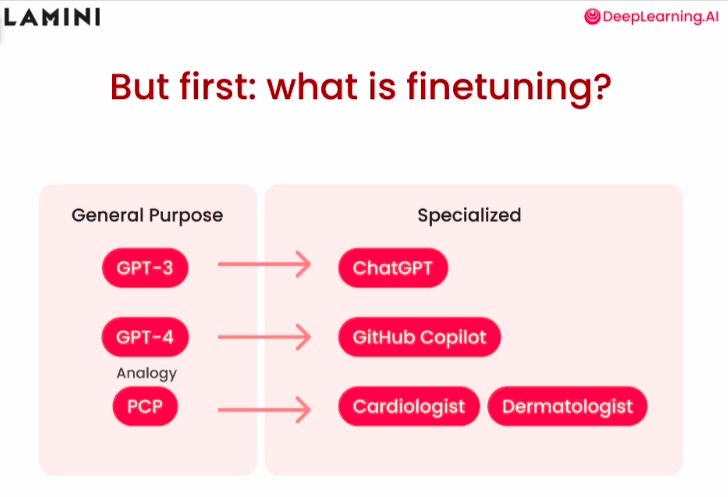 LAMINI
DeepLearning.AI
But first: what is finetuning?
General Purpose
Specialized
GPT-3
ChatGPT
GPT-4
GitHub Copilot
Analogy
PCP
Cardiologist
Dermatologist